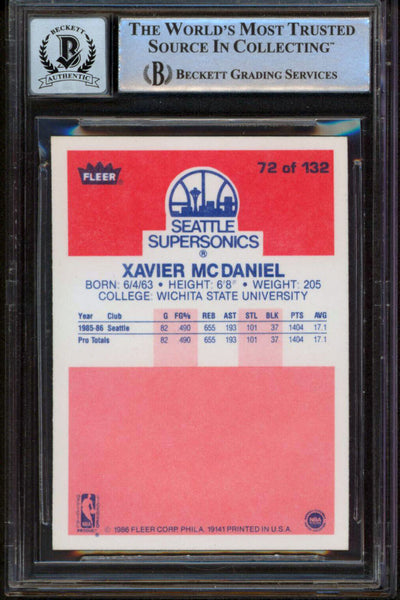 BECKETT
B
AUTHENTIC
THE WORLD'S MOST TRUSTED
SOURCE IN COLLECTING™
B BECKETT GRADING SERVICES
FLEER
72 of 132
SEATTLE
SUPERSONICS
®
XAVIER MCDANIEL
BORN: 6/4/63 • HEIGHT: 6'8" • WEIGHT: 205
COLLEGE: WICHITA STATE UNIVERSITY
Year Club G FG% REB AST STL BLK PTS AVG
1985-86 Seattle 82 .490 655 193 101 37 1404 17.1
Pro Totals 82 .490 655 193 101 37 1404 17.1
NBA
© 1986 FLEER CORP. PHILA. 19141 PRINTED IN U.S.A.